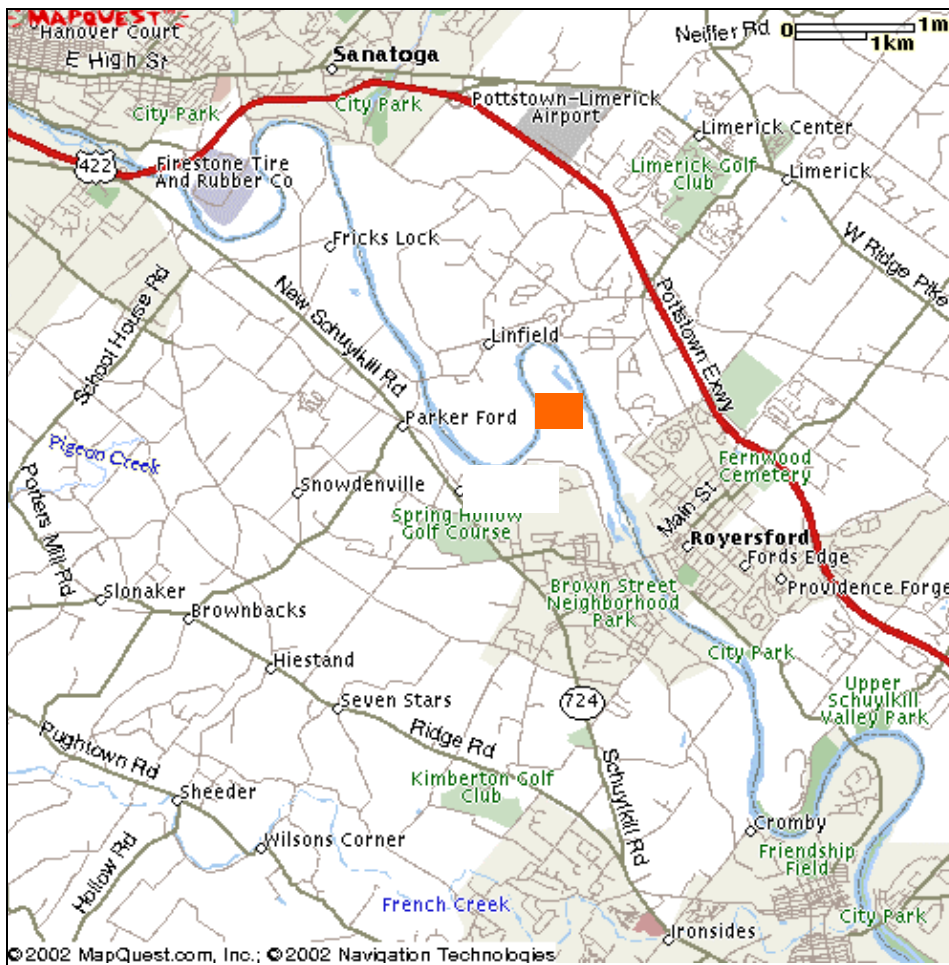 MAPQUEST
Hanover Court
Neiffer Rd
0 1m
1km
E High St
Sanatoga
City Park
City Park
Pottstown-Limerick
Airport
Limerick Center
422
Firestone Tire
And Rubber Co
Limerick Golf
Club
Limerick
Fricks Lock
W Ridge Pike
School House Rd
New Schuylkill Rd
Pottstown Expwy
Linfield
Parker Ford
Pigeon Creek
Fernwood
Cemetery
Potters Mill Rd
Snowdenville
Main St
Spring Hollow
Golf Course
Royersford
Fords Edge
Slonaker
Brown Street
Neighborhood
Park
Providence Forge
Brownbacks
City Park
Hiestand
Upper
Schuylkill
Valley Park
Seven Stars
724
Ridge Rd
Pughtown Rd
Schuylkill Rd
Kimberton Golf
Club
Sheeder
Cromby
Wilsons Corner
Friendship
Field
Hollow Rd
French Creek
City Park
Ironsides
©2002 MapQuest.com, Inc.; ©2002 Navigation Technologies